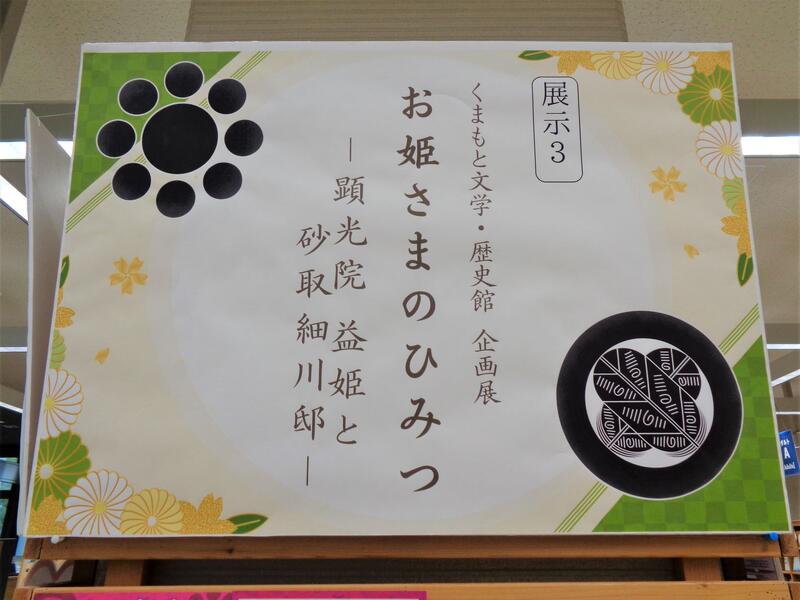 展示3
くまもと文学・歴史館 企画展
お姫さまのひみつ
―顕光院 益姫と
砂取細川邸―
A